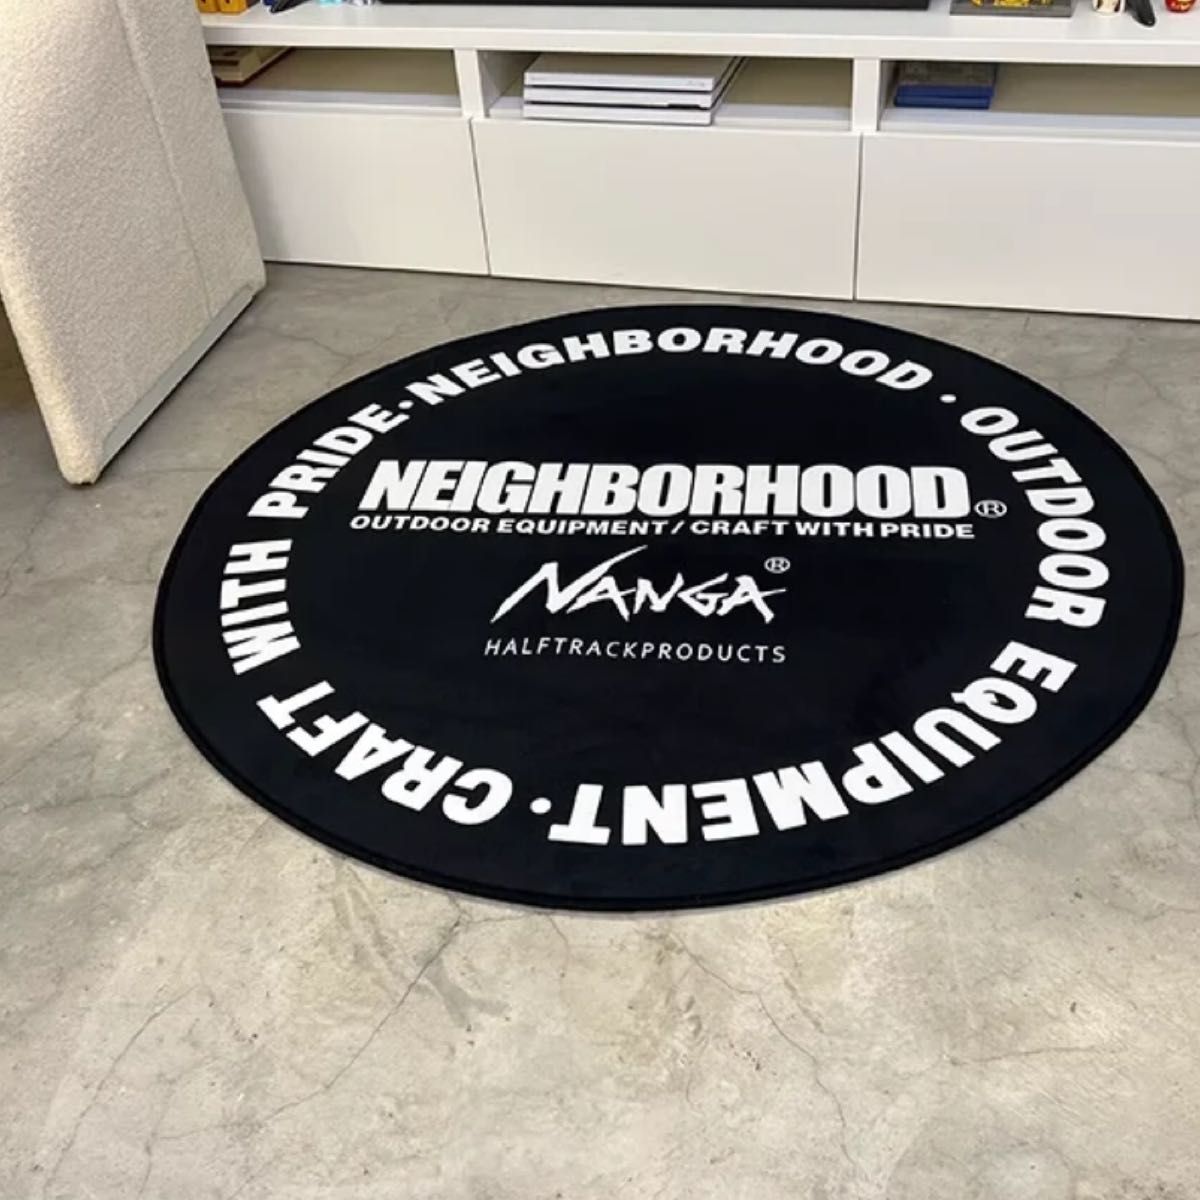 NEIGHBORHOOD · OUTDOOR EQUIPMENT · CRAFT WITH PRIDE ·
NEIGHBORHOOD®
OUTDOOR EQUIPMENT / CRAFT WITH PRIDE
NANGA®
HALFTRACKPRODUCTS